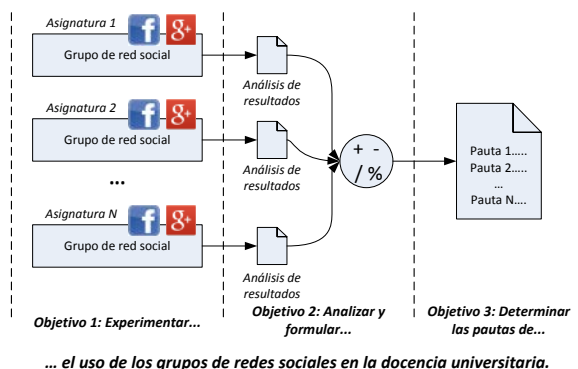 Asignatura 1
f g+
Grupo de red social
Análisis de
resultados
Asignatura 2
f g+
Grupo de red social
Análisis de
resultados
...
Asignatura N
f g+
Grupo de red social
Análisis de
resultados
+ -
/ %
Pauta 1.....
Pauta 2.....
...
Pauta N....
Objetivo 1: Experimentar...
Objetivo 2: Analizar y
formular...
Objetivo 3: Determinar
las pautas de...
... el uso de los grupos de redes sociales en la docencia universitaria.